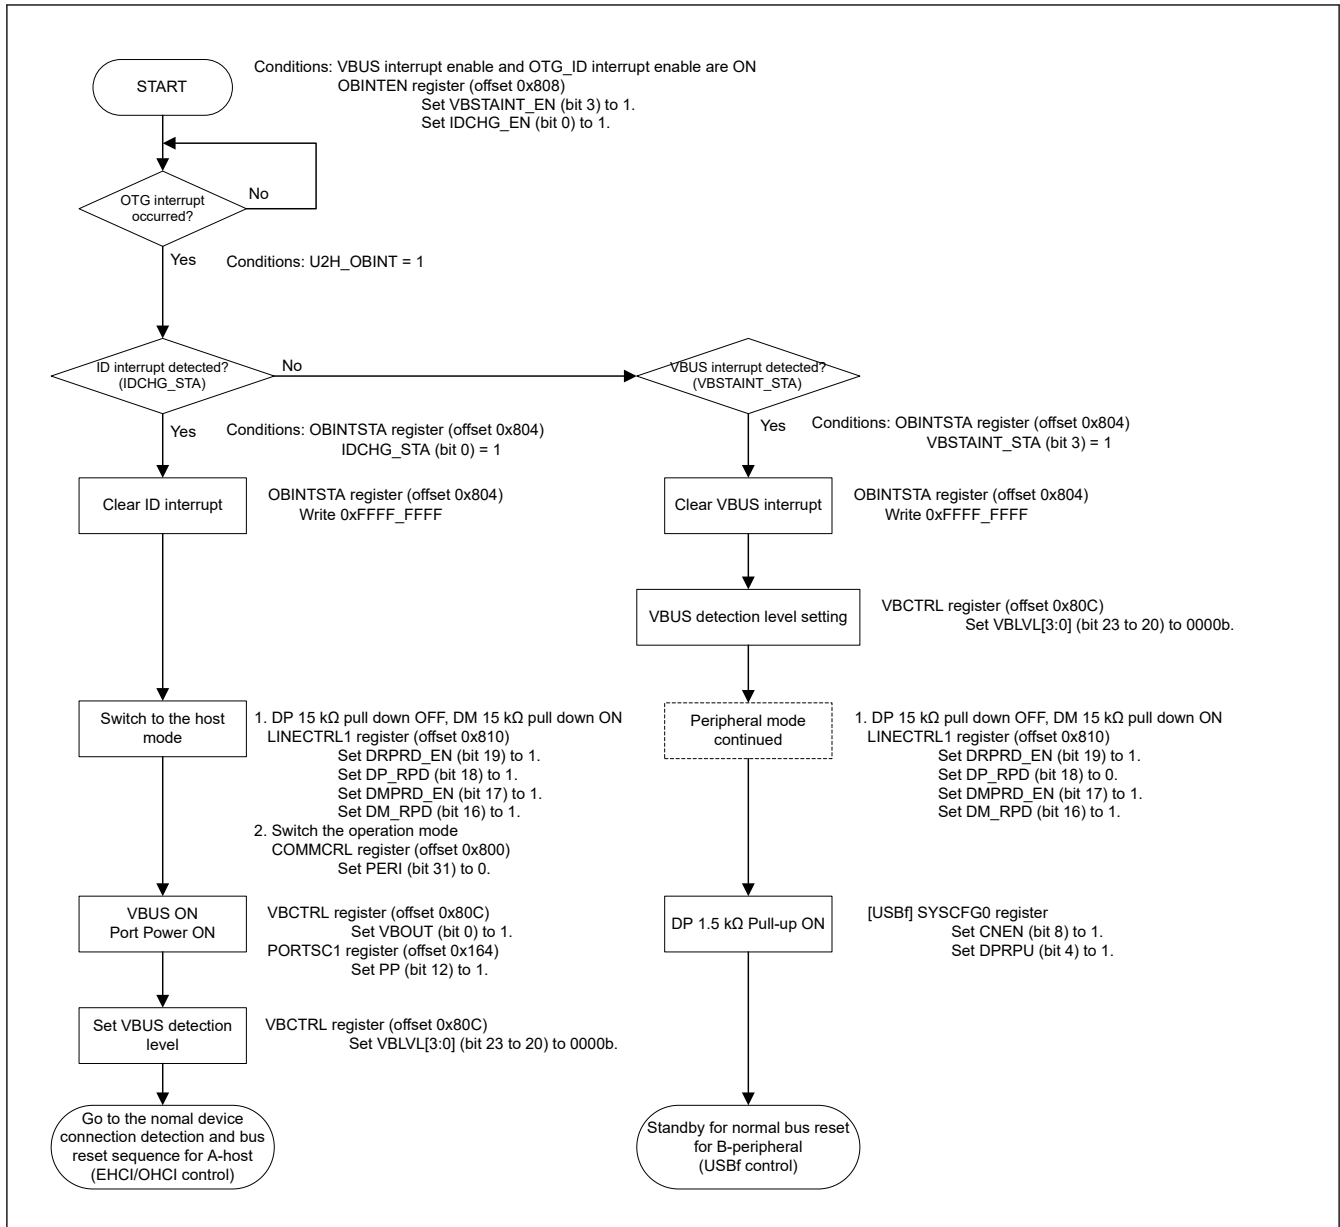 START
Conditions: VBUS interrupt enable and OTG_ID interrupt enable are ON
OBINTEN register (offset 0x808)
Set VBSTAINT_EN (bit 3) to 1.
Set IDCHG_EN (bit 0) to 1.
OTG interrupt
occurred?
No
Yes
Conditions: U2H_OBINT = 1
ID interrupt detected?
(IDCHG_STA)
No
VBUS interrupt detected?
(VBSTAINT_STA)
Yes
Conditions: OBINTSTA register (offset 0x804)
IDCHG_STA (bit 0) = 1
Yes
Conditions: OBINTSTA register (offset 0x804)
VBSTAINT_STA (bit 3) = 1
Clear ID interrupt
OBINTSTA register (offset 0x804)
Write 0xFFFF_FFFF
Clear VBUS interrupt
OBINTSTA register (offset 0x804)
Write 0xFFFF_FFFF
VBUS detection level setting
VBCTRL register (offset 0x80C)
Set VBLVL[3:0] (bit 23 to 20) to 0000b.
Switch to the host
mode
1. DP 15 kΩ pull down OFF, DM 15 kΩ pull down ON
LINECTRL1 register (offset 0x810)
Set DRPRD_EN (bit 19) to 1.
Set DP_RPD (bit 18) to 1.
Set DMPRD_EN (bit 17) to 1.
Set DM_RPD (bit 16) to 1.
2. Switch the operation mode
COMMCRL register (offset 0x800)
Set PERI (bit 31) to 0.
Peripheral mode
continued
1. DP 15 kΩ pull down OFF, DM 15 kΩ pull down ON
LINECTRL1 register (offset 0x810)
Set DRPRD_EN (bit 19) to 1.
Set DP_RPD (bit 18) to 0.
Set DMPRD_EN (bit 17) to 1.
Set DM_RPD (bit 16) to 1.
VBUS ON
Port Power ON
VBCTRL register (offset 0x80C)
Set VBOUT (bit 0) to 1.
PORTSC1 register (offset 0x164)
Set PP (bit 12) to 1.
DP 1.5 kΩ Pull-up ON
[USBf] SYSCFG0 register
Set CNEN (bit 8) to 1.
Set DPRPU (bit 4) to 1.
Set VBUS detection
level
VBCTRL register (offset 0x80C)
Set VBLVL[3:0] (bit 23 to 20) to 0000b.
Go to the nomal device
connection detection and bus
reset sequence for A-host
(EHCI/OHCI control)
Standby for normal bus reset
for B-peripheral
(USBf control)